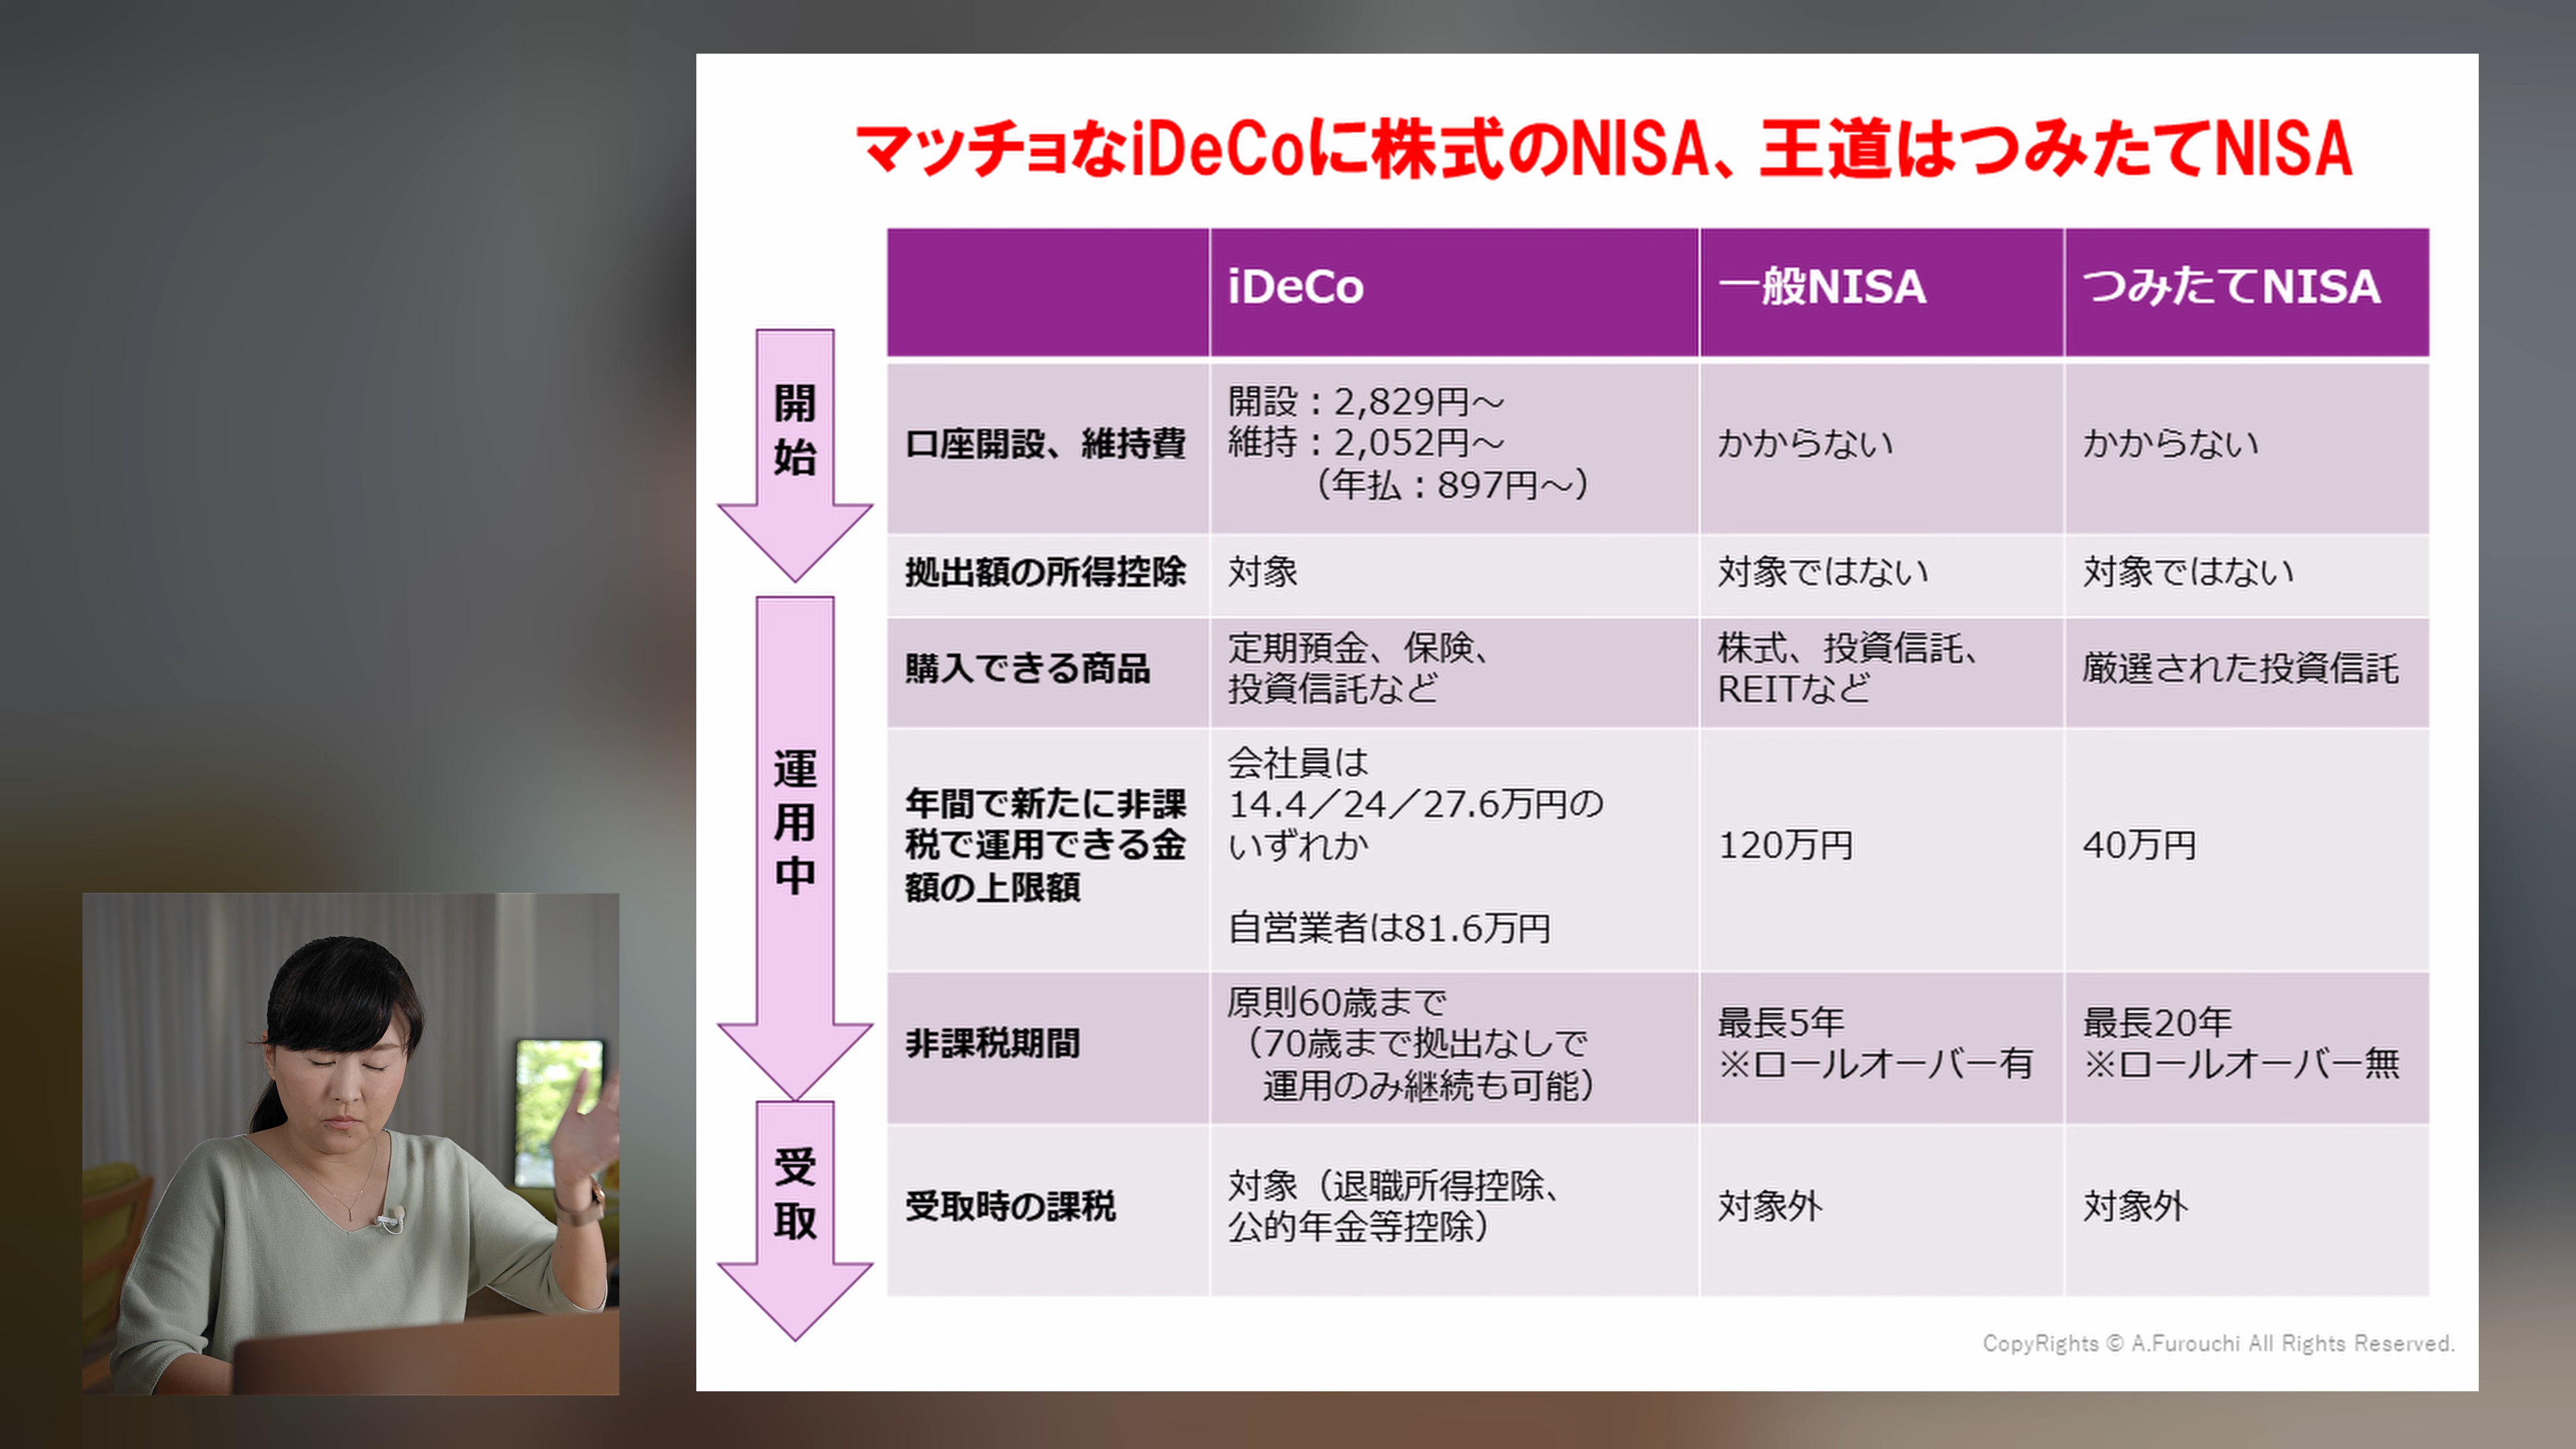 マッチョなiDeCoに株式のNISA、王道はつみたてNISA
iDeCo
一般NISA
つみたてNISA
開始
口座開設、維持費
開設：2,829円～
維持：2,052円～
（年払：897円～）
かからない
かからない
拠出額の所得控除
対象
対象ではない
対象ではない
運用中
購入できる商品
定期預金、保険、
投資信託など
株式、投資信託、
REITなど
厳選された投資信託
年間で新たに非課
税で運用できる金
額の上限額
会社員は
14.4／24／27.6万円の
いずれか
自営業者は81.6万円
120万円
40万円
非課税期間
原則60歳まで
（70歳まで拠出なしで
運用のみ継続も可能）
最長5年
※ロールオーバー有
最長20年
※ロールオーバー無
受取
受取時の課税
対象（退職所得控除、
公的年金等控除）
対象外
対象外
CopyRights © A.Furouchi All Rights Reserved.